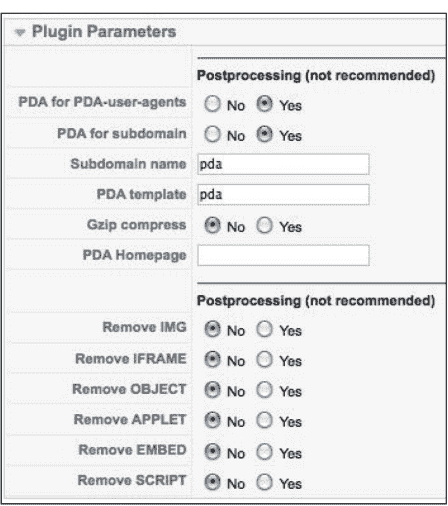 Plugin Parameters
Postprocessing (not recommended)
PDA for PDA-user-agents No Yes
PDA for subdomain No Yes
Subdomain name pda
PDA template pda
Gzip compress No Yes
PDA Homepage
Postprocessing (not recommended)
Remove IMG No Yes
Remove IFRAME No Yes
Remove OBJECT No Yes
Remove APPLET No Yes
Remove EMBED No Yes
Remove SCRIPT No Yes